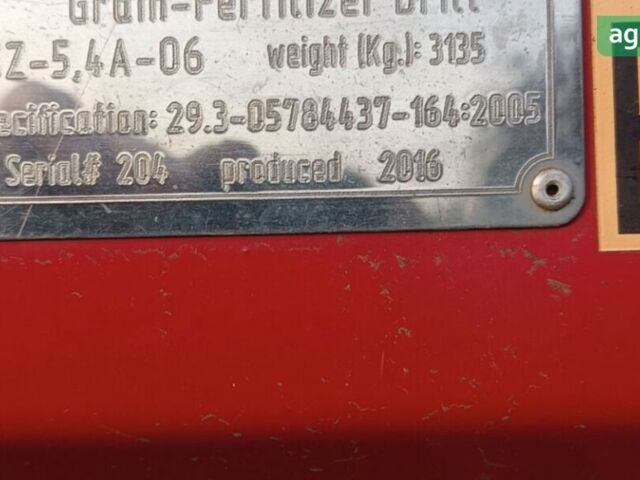 Grain-Fertilizer Drill
Z-5,4A-06 weight (Kg.): 3135
ecification: 29.3-05784437-164:2005
Serial# 204 produced 2016
ag